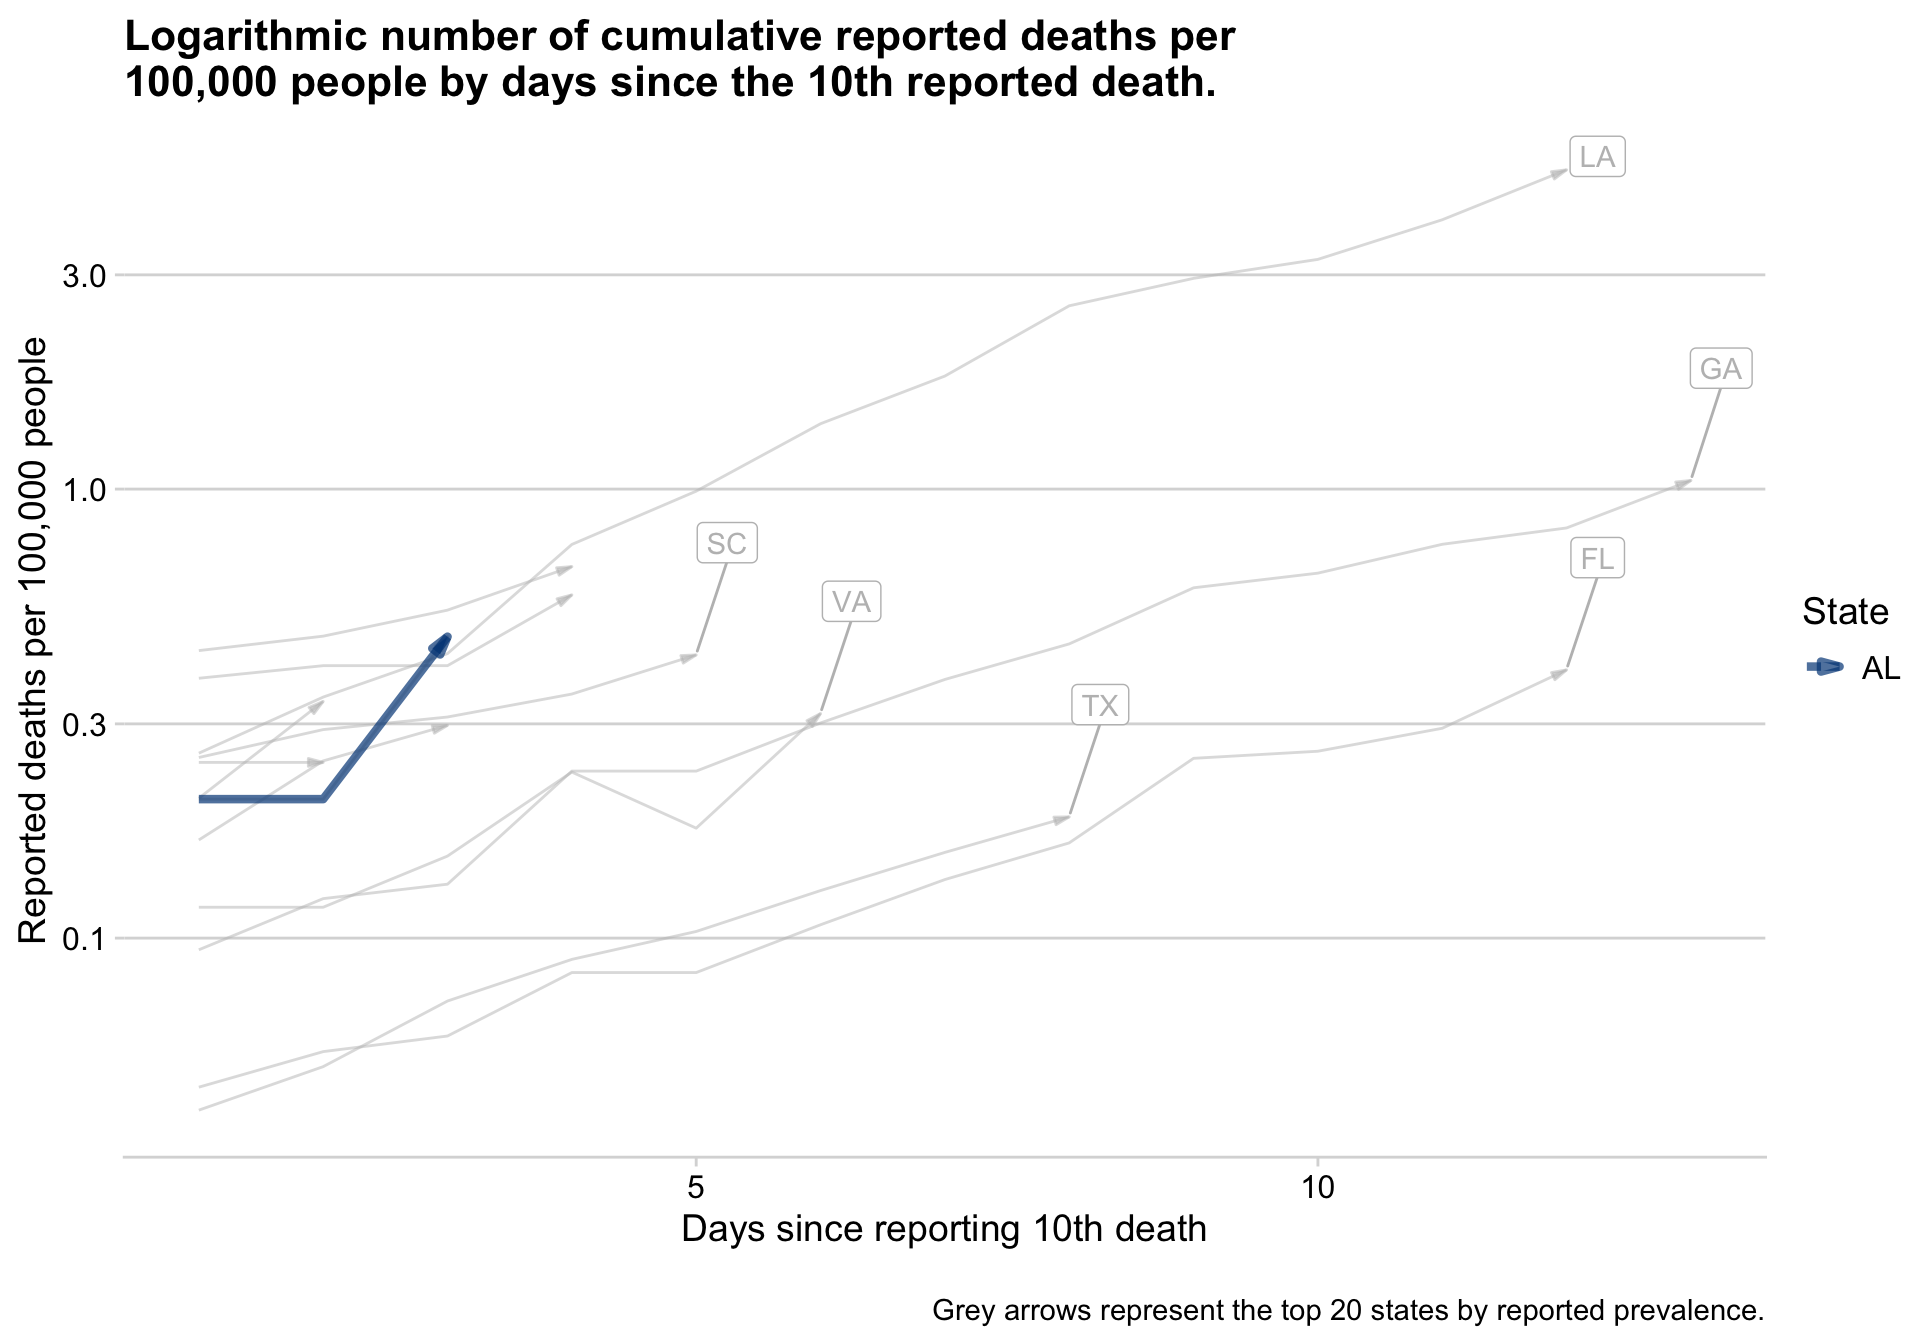 Logarithmic number of cumulative reported deaths per
100,000 people by days since the 10th reported death.
LA
3.0
GA
1.0
SC
FL
VA
TX
0.3
0.1
Reported deaths per 100,000 people
State
AL
5
10
Days since reporting 10th death
Grey arrows represent the top 20 states by reported prevalence.